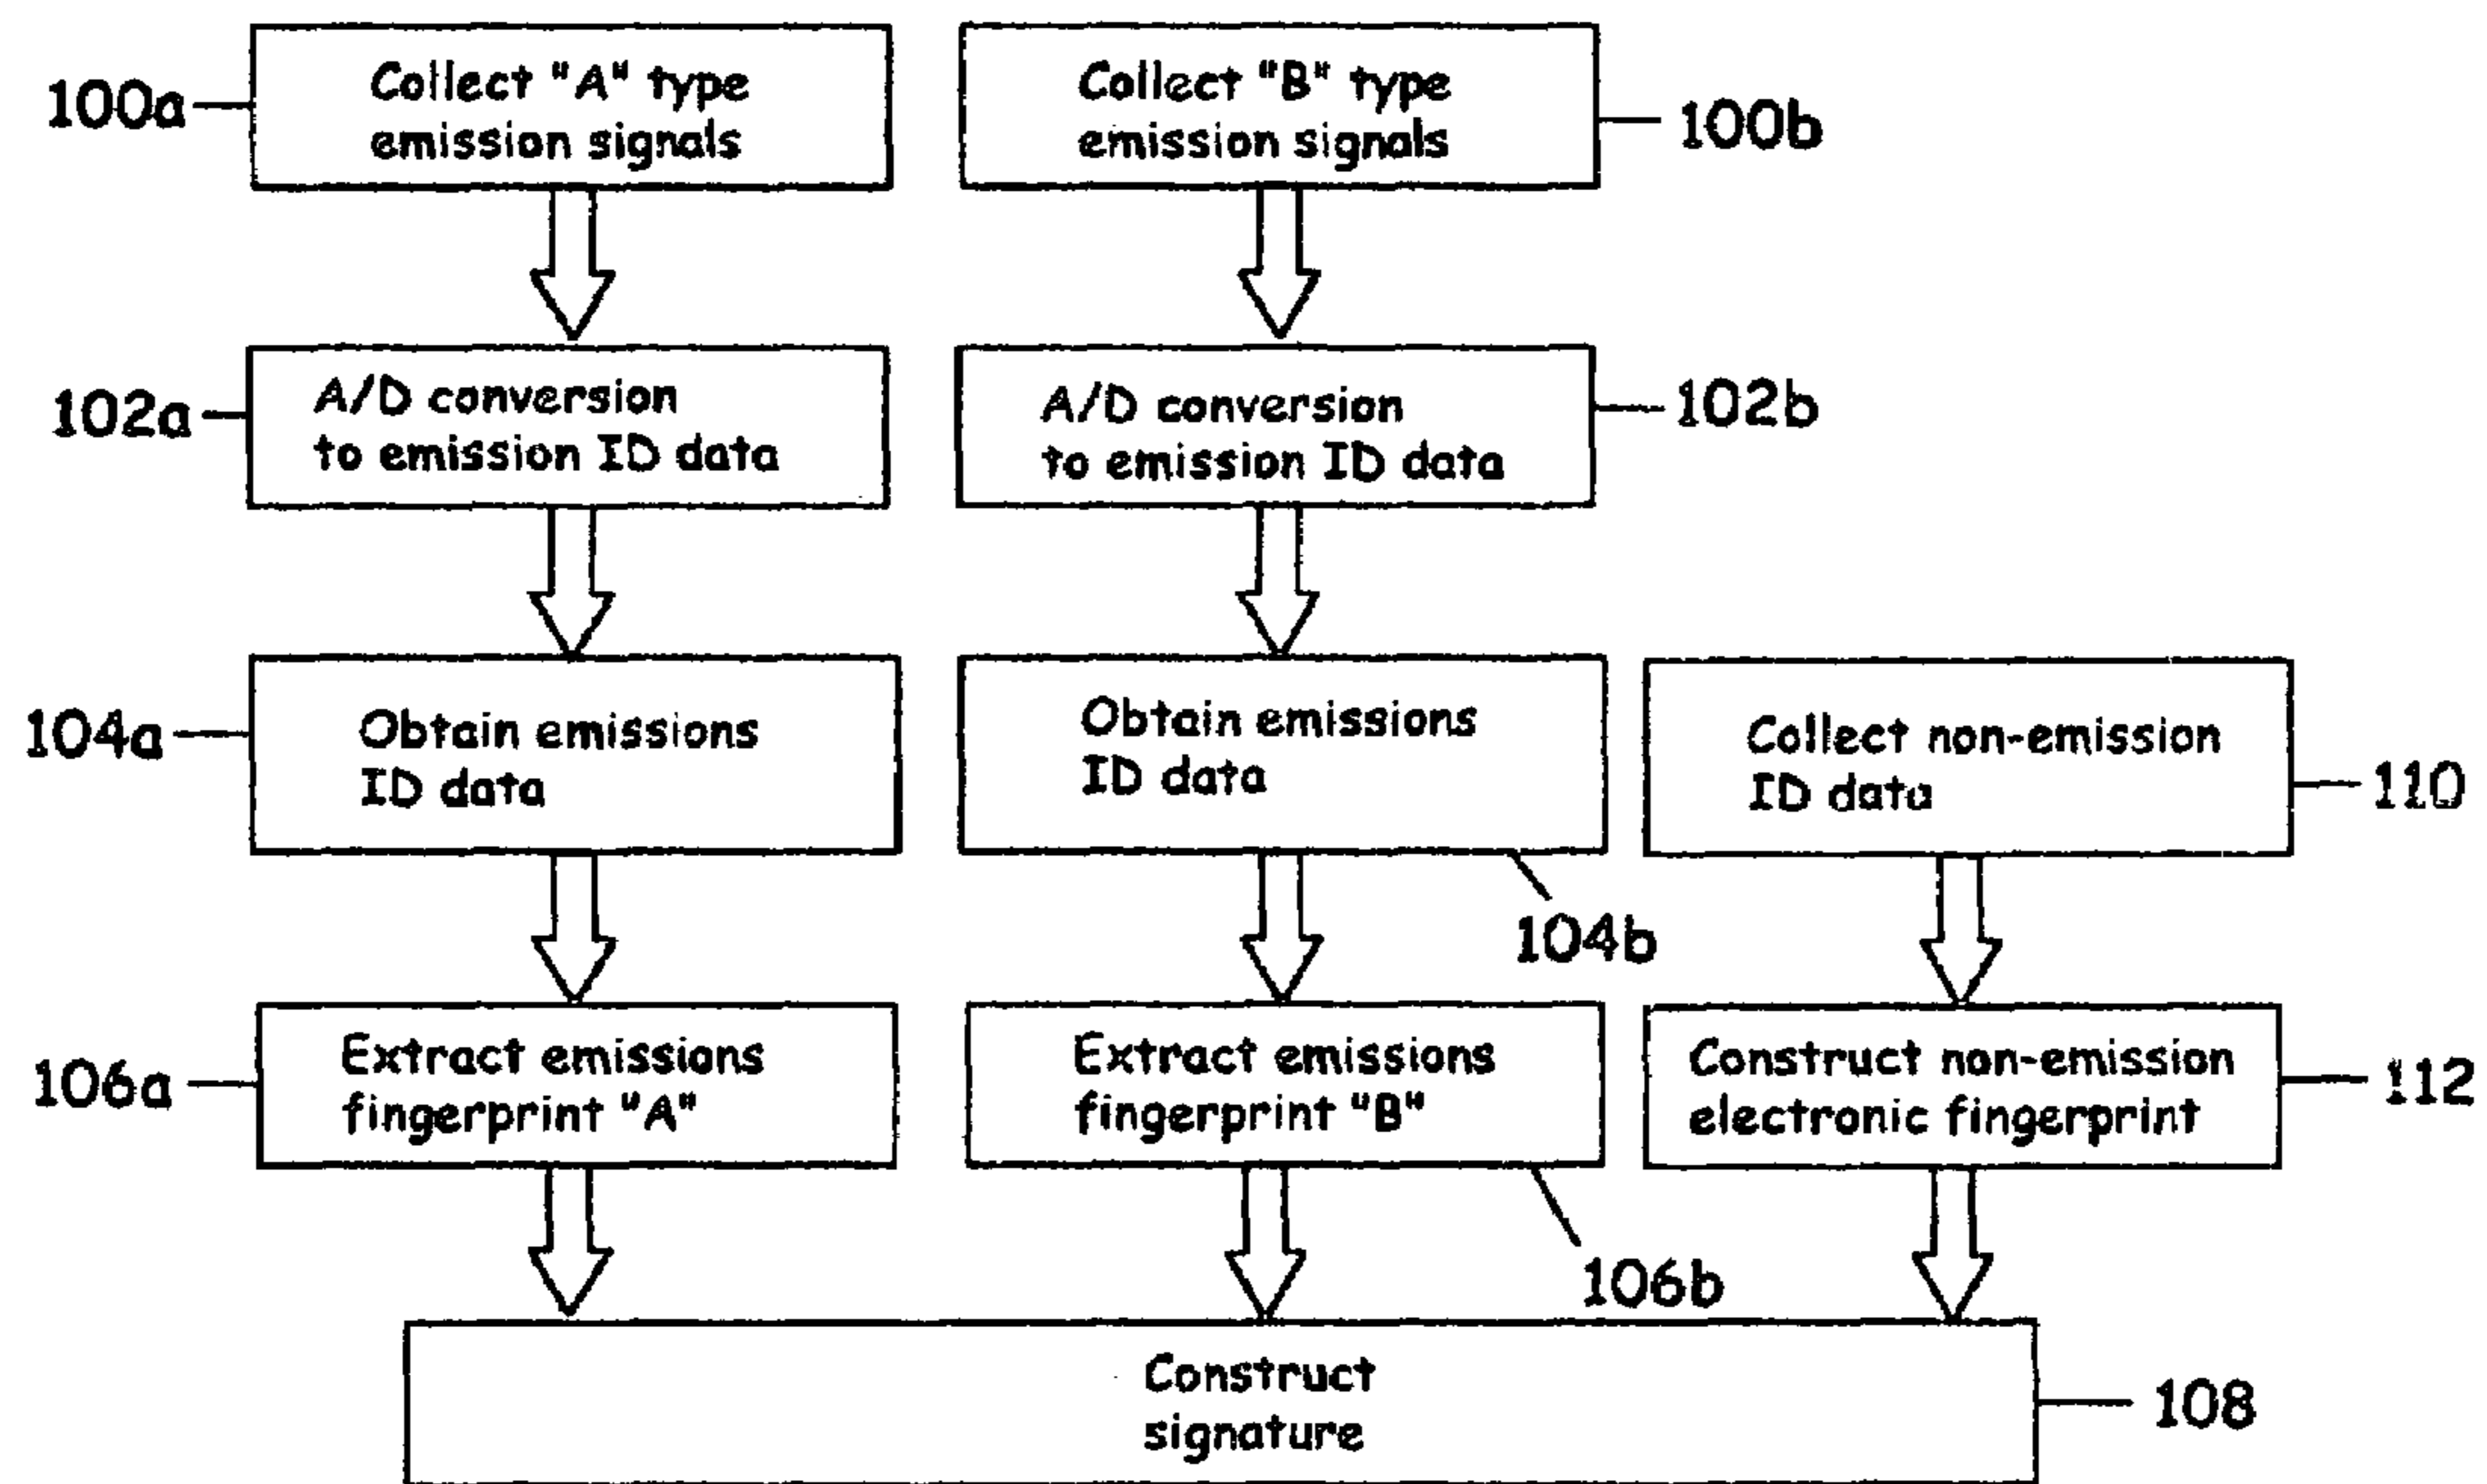 100a
Collect "A" type
emission signals
Collect "B" type
emission signals
100b
102a
A/D conversion
to emission ID data
A/D conversion
to emission ID data
102b
104a
Obtain emissions
ID data
Obtain emissions
ID data
104b
Collect non-emission
ID data
110
106a
Extract emissions
fingerprint "A"
Extract emissions
fingerprint "B"
106b
Construct non-emission
electronic fingerprint
112
Construct
signature
108